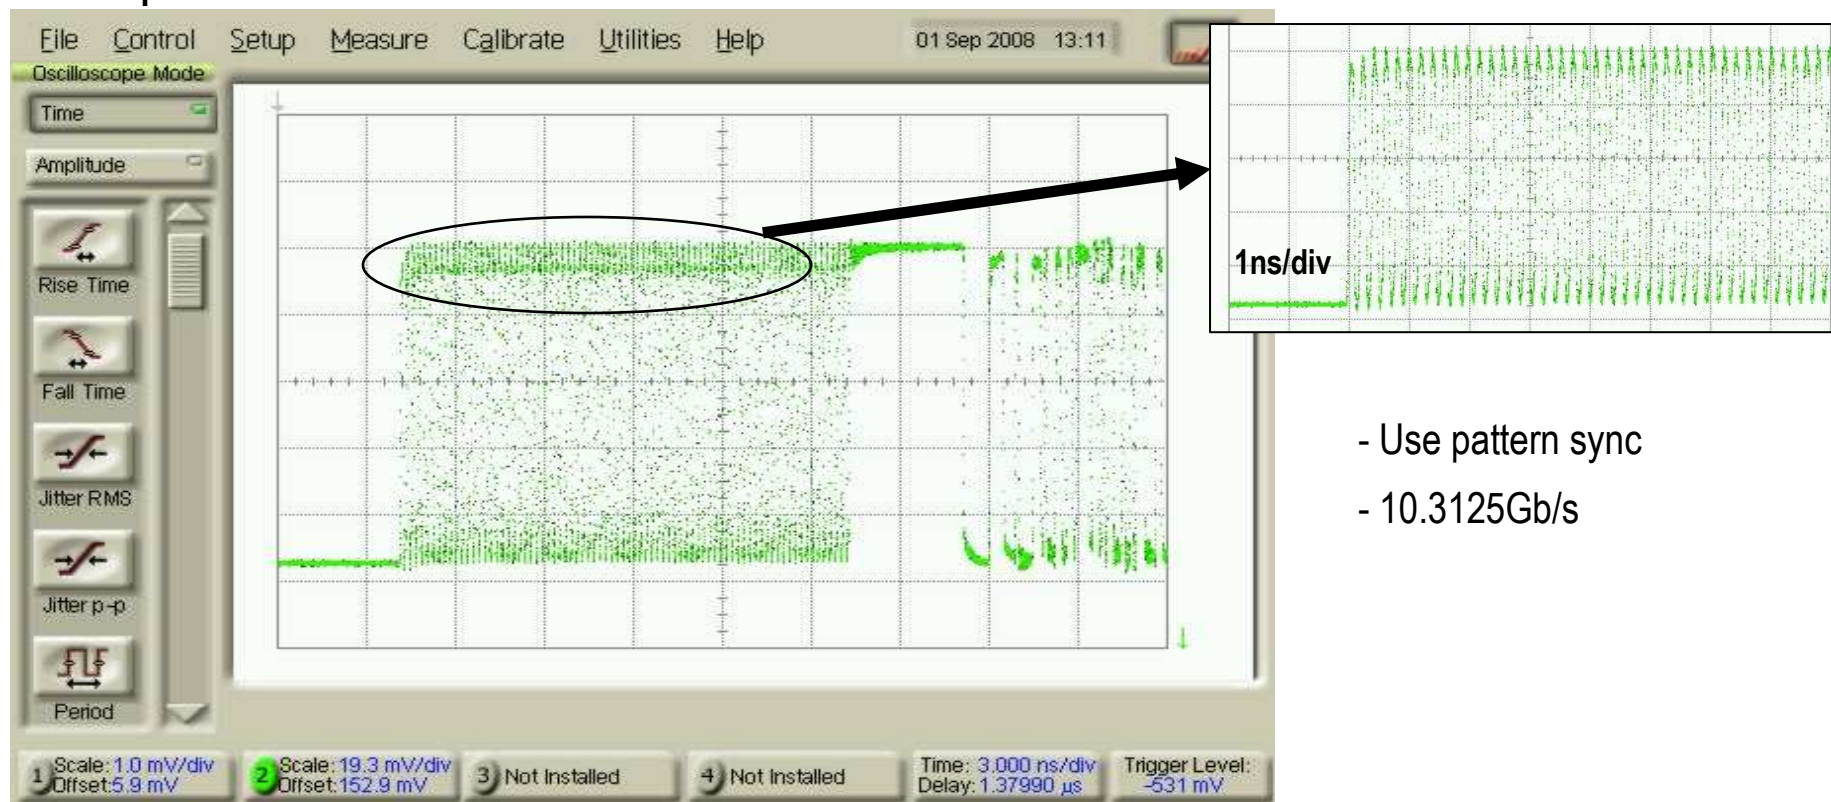 File Control Setup Measure Calibrate Utilities Help 01 Sep 2008 13:11
Oscilloscope Mode
Time
Amplitude
Rise Time
Fall Time
Jitter RMS
Jitter p-p
Period
1ns/div
- Use pattern sync
- 10.3125Gb/s
1 Scale: 1.0 mV/div
Offset: 5.9 mV
2 Scale: 19.3 mV/div
Offset: 152.9 mV
3 Not Installed
4 Not Installed
Time: 3.000 ns/div
Delay: 1.37990 µs
Trigger Level:
-531 mV